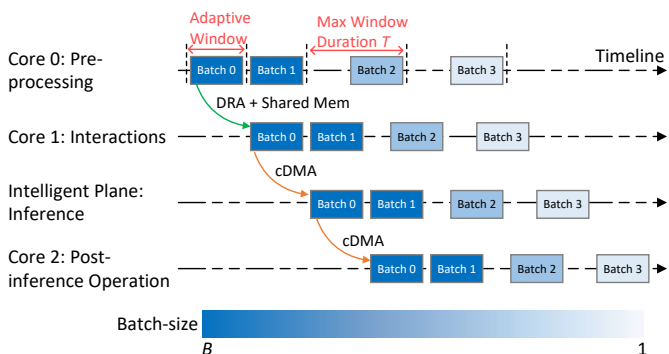 Adaptive
Window
Max Window
Duration T
Core 0: Pre-
processing
Batch 0
Batch 1
Batch 2
Batch 3
Timeline
DRA + Shared Mem
Core 1: Interactions
Batch 0
Batch 1
Batch 2
Batch 3
cDMA
Intelligent Plane:
Inference
Batch 0
Batch 1
Batch 2
Batch 3
cDMA
Core 2: Post-
inference Operation
Batch 0
Batch 1
Batch 2
Batch 3
Batch-size
B
1